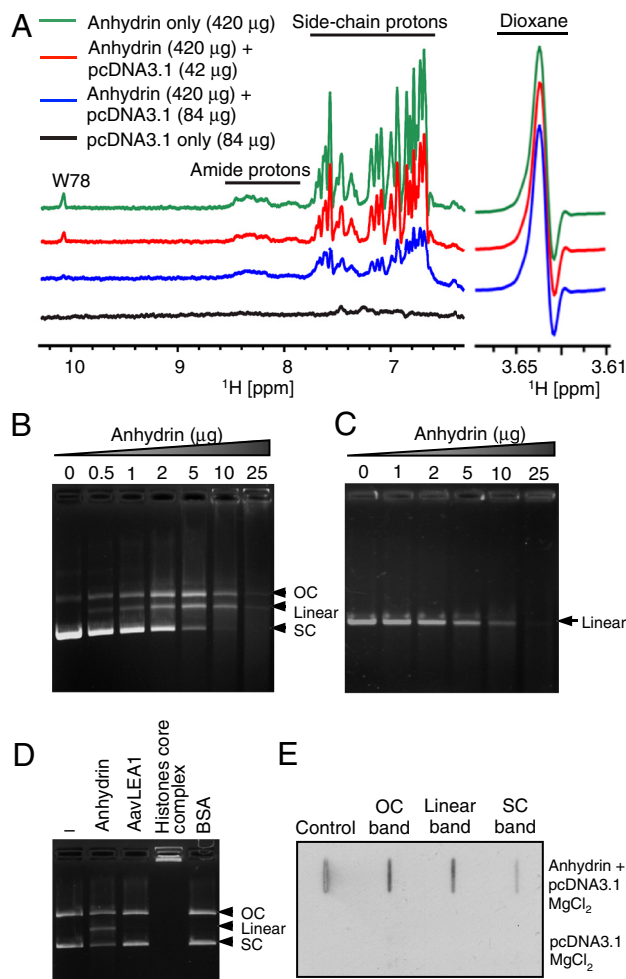 A
Anhydrin only (420 μg)
Anhydrin (420 μg) +
pcDNA3.1 (42 μg)
Anhydrin (420 μg) +
pcDNA3.1 (84 μg)
pcDNA3.1 only (84 μg)
Side-chain protons
Dioxane
Amide protons
W78
10 9 8 7
¹H [ppm]
3.65 3.61
¹H [ppm]
B
Anhydrin (μg)
0 0.5 1 2 5 10 25
OC
Linear
SC
C
Anhydrin (μg)
0 1 2 5 10 25
Linear
D
–
Anhydrin
AavLEA1
Histones core
complex
BSA
OC
Linear
SC
E
Control
OC
band
Linear
band
SC
band
Anhydrin +
pcDNA3.1
MgCl₂
pcDNA3.1
MgCl₂